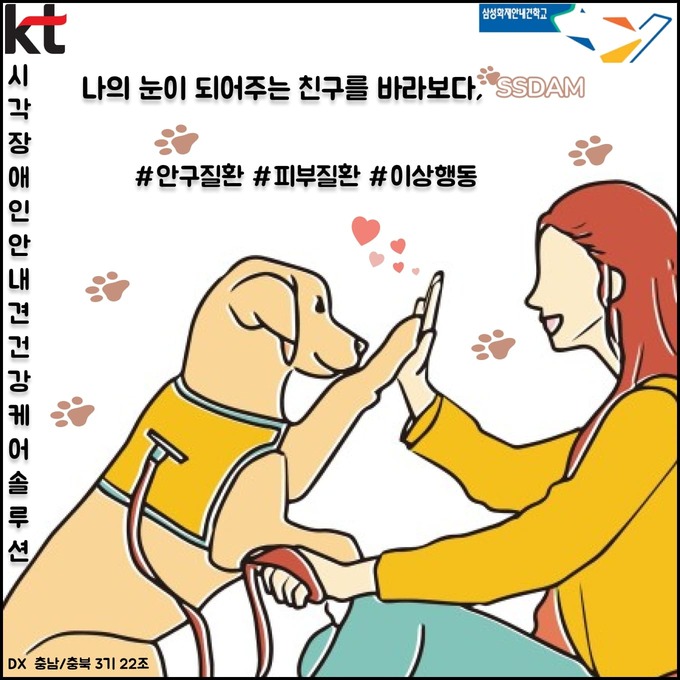 kt
삼성화재안내견학교
시각장애인안내견건강케어솔루션
나의 눈이 되어주는 친구를 바라보다, SSDAM
#안구질환 #피부질환 #이상행동
DX 충남/충북 3기 22조